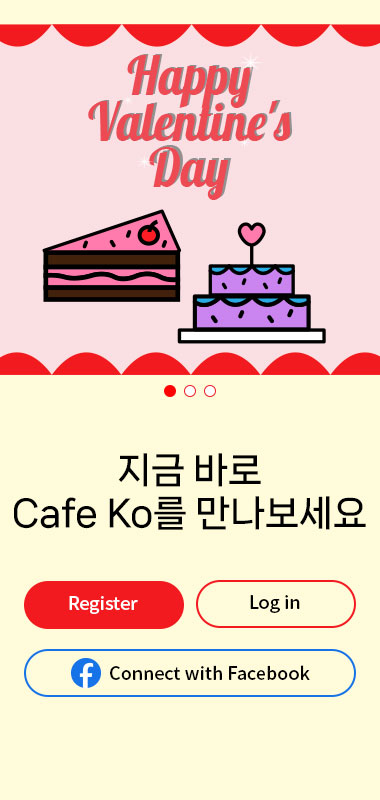 Happy
Valentine's
Day
지금 바로
Cafe Ko를 만나보세요
Register
Log in
Connect with Facebook